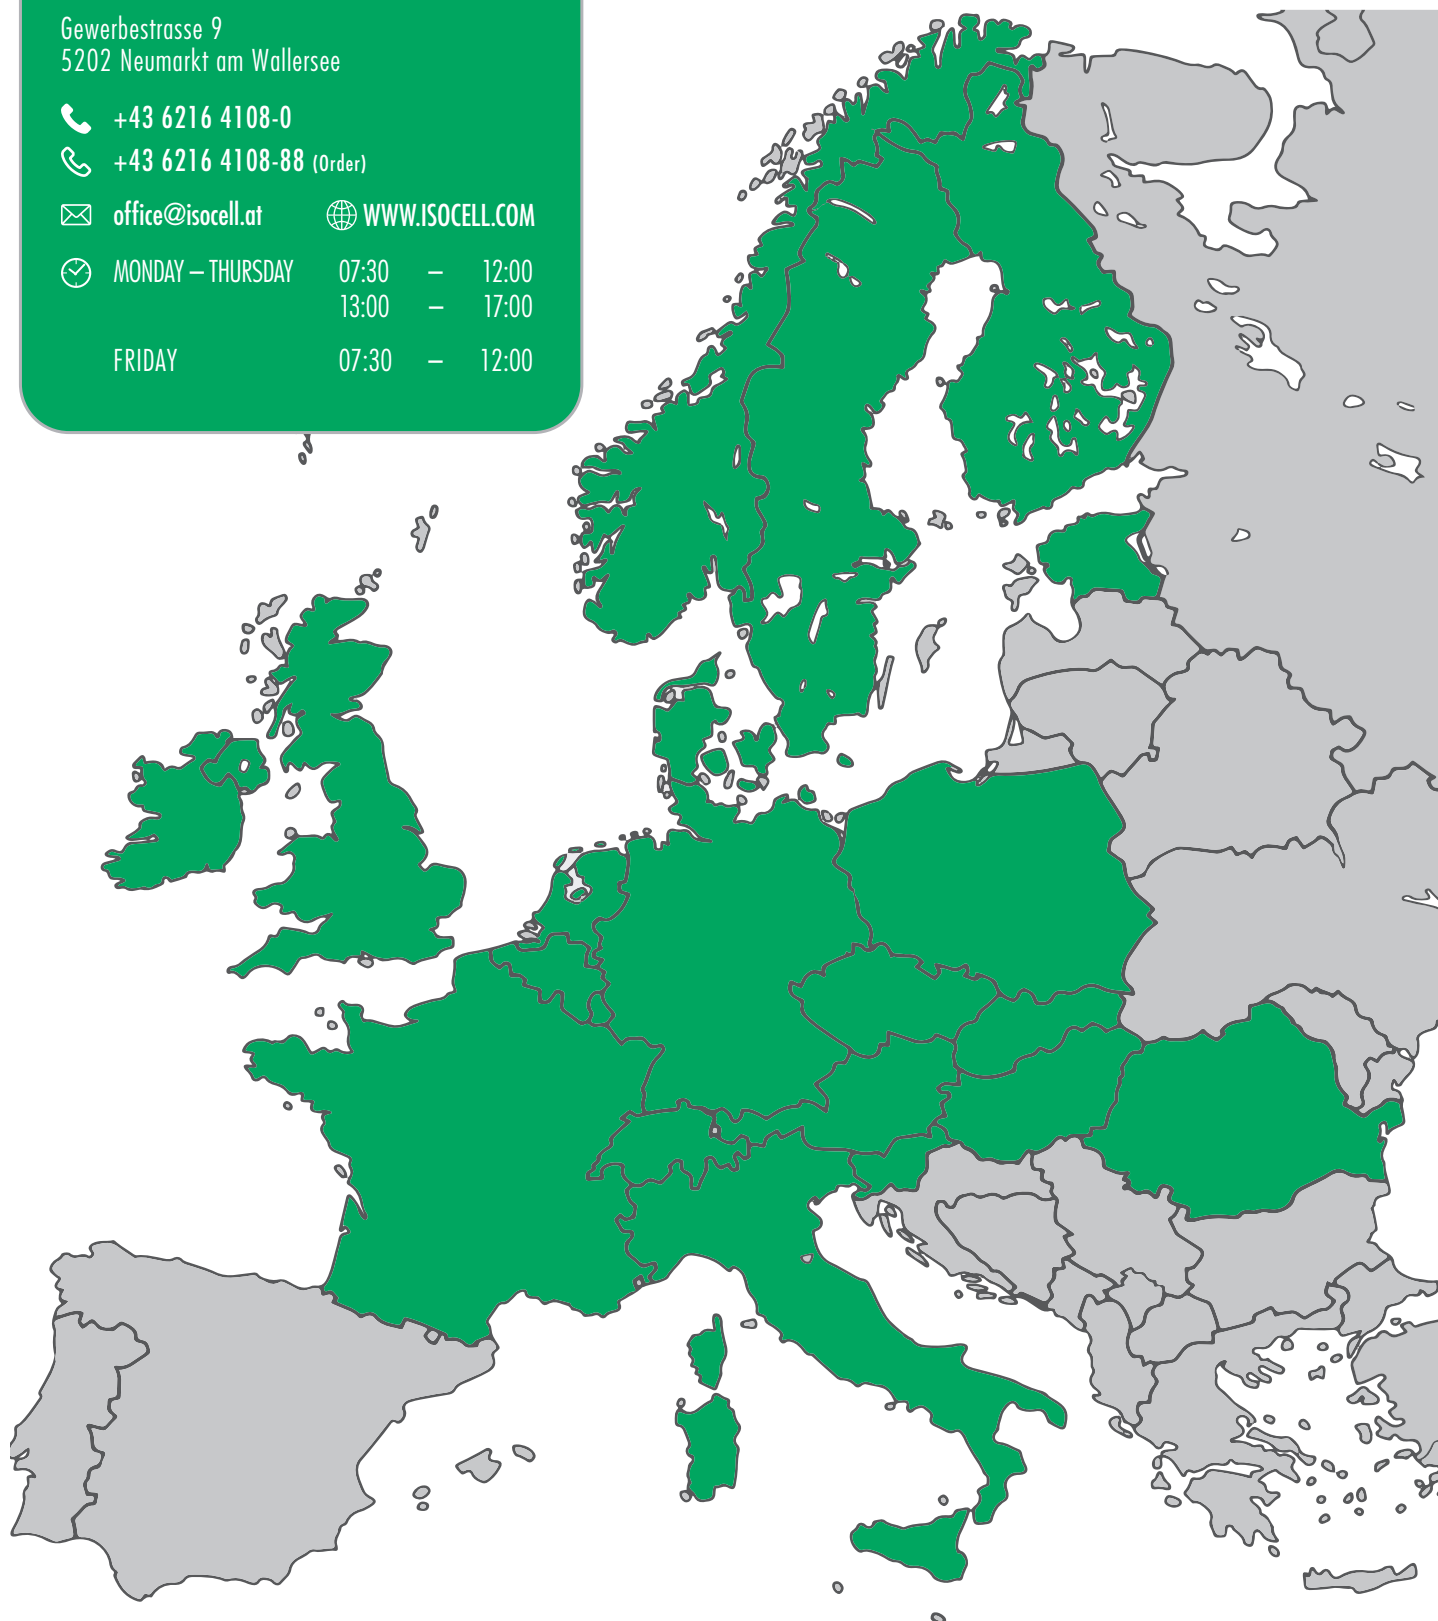 Gewerbestrasse 9
5202 Neumarkt am Wallersee
+43 6216 4108-0
+43 6216 4108-88 (Order)
office@isocell.at WWW.ISOCELL.COM
MONDAY – THURSDAY 07:30 – 12:00
13:00 – 17:00
FRIDAY 07:30 – 12:00